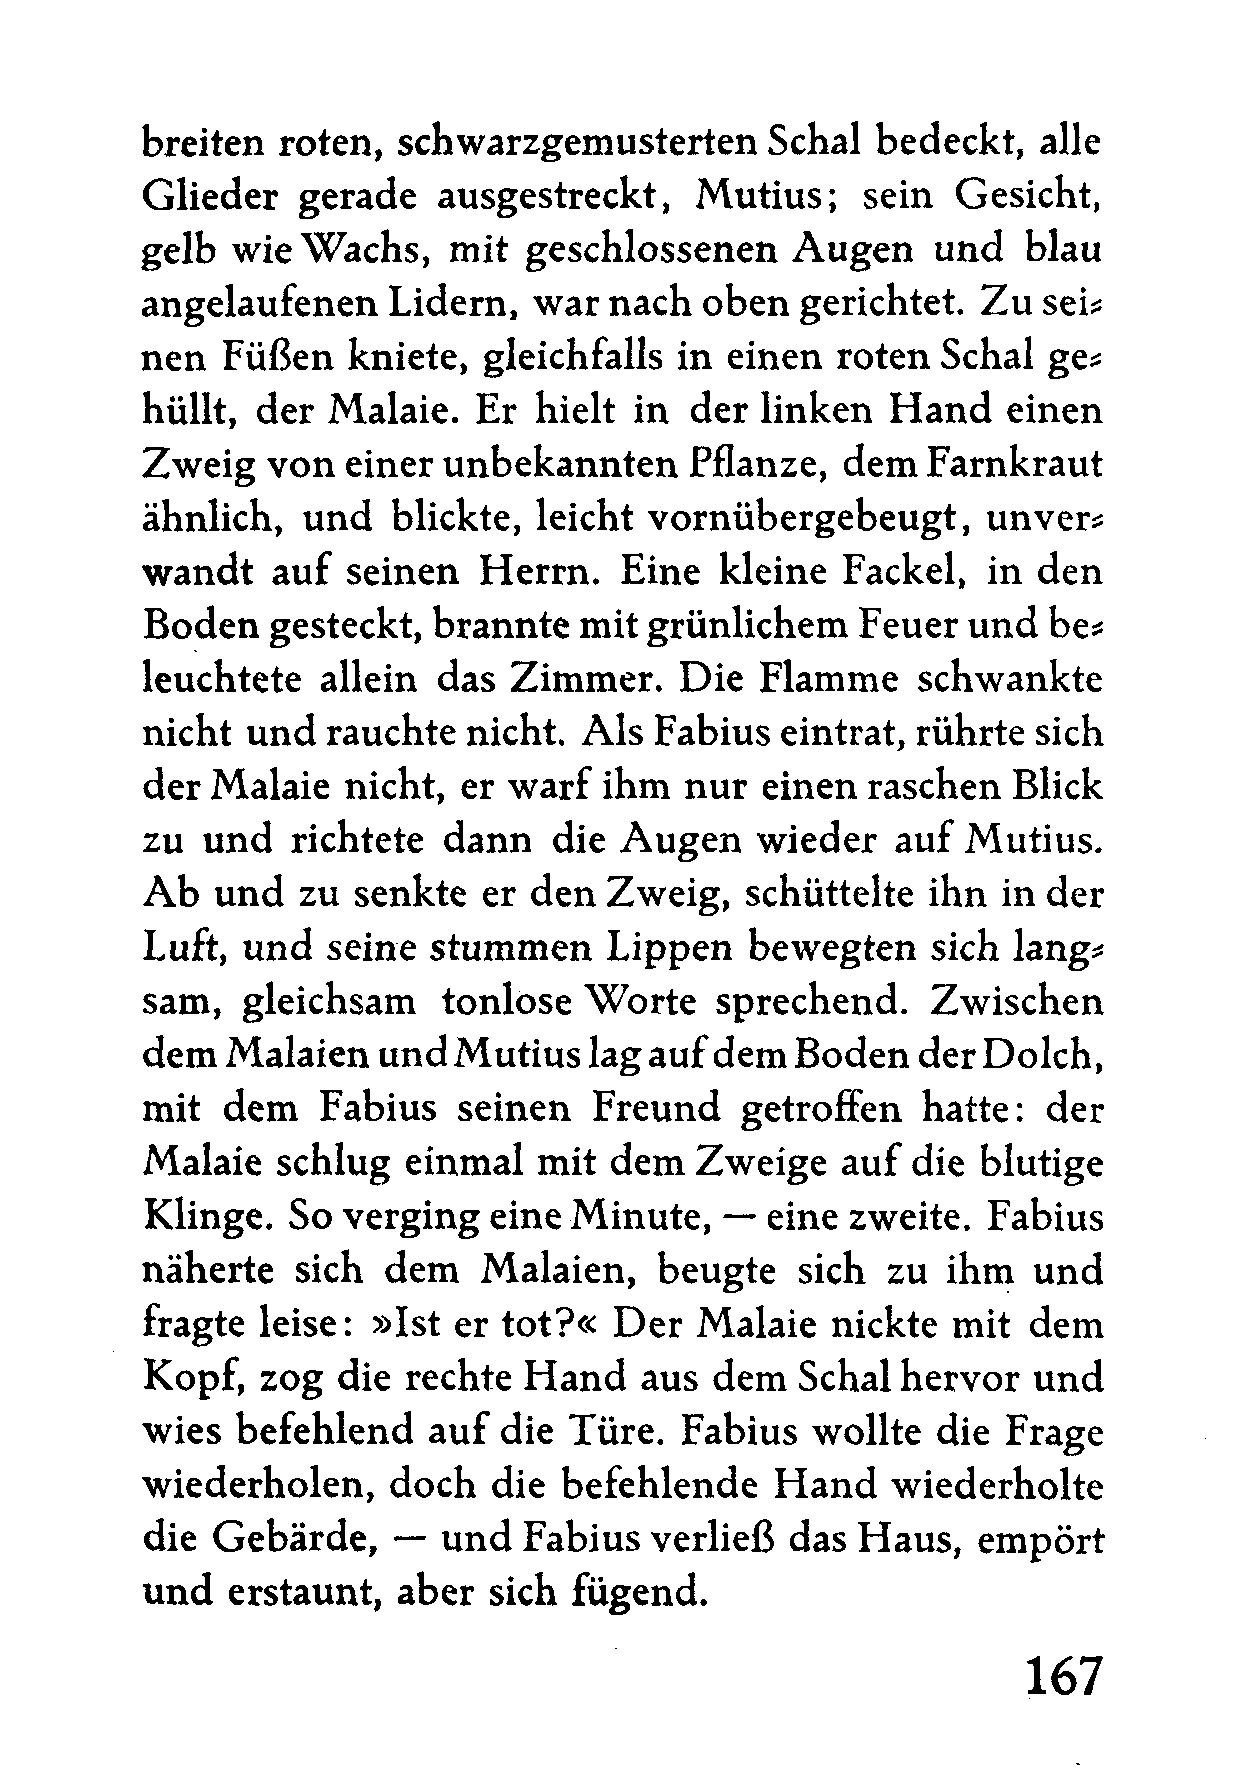 breiten roten, schwarzgemusterten Schal bedeckt, alle
Glieder gerade ausgestreckt, Mutius; sein Gesicht,
gelb wie Wachs, mit geschlossenen Augen und blau
angelaufenen Lidern, war nach oben gerichtet. Zu sei⸗
nen Füßen kniete, gleichfalls in einen roten Schal ge⸗
hüllt, der Malaie. Er hielt in der linken Hand einen
Zweig von einer unbekannten Pflanze, dem Farnkraut
ähnlich, und blickte, leicht vornübergebeugt, unver⸗
wandt auf seinen Herrn. Eine kleine Fackel, in den
Boden gesteckt, brannte mit grünlichem Feuer und be⸗
leuchtete allein das Zimmer. Die Flamme schwankte
nicht und rauchte nicht. Als Fabius eintrat, rührte sich
der Malaie nicht, er warf ihm nur einen raschen Blick
zu und richtete dann die Augen wieder auf Mutius.
Ab und zu senkte er den Zweig, schüttelte ihn in der
Luft, und seine stummen Lippen bewegten sich lang⸗
sam, gleichsam tonlose Worte sprechend. Zwischen
dem Malaien und Mutius lag auf dem Boden der Dolch,
mit dem Fabius seinen Freund getroffen hatte: der
Malaie schlug einmal mit dem Zweige auf die blutige
Klinge. So verging eine Minute, — eine zweite. Fabius
näherte sich dem Malaien, beugte sich zu ihm und
fragte leise: »Ist er tot?« Der Malaie nickte mit dem
Kopf, zog die rechte Hand aus dem Schal hervor und
wies befehlend auf die Türe. Fabius wollte die Frage
wiederholen, doch die befehlende Hand wiederholte
die Gebärde, — und Fabius verließ das Haus, empört
und erstaunt, aber sich fügend.
167